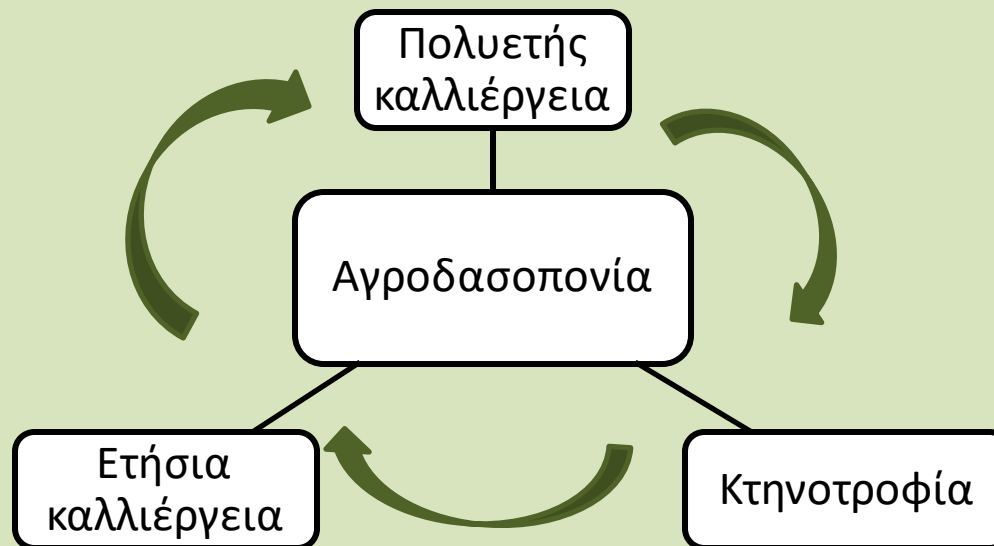 Πολυετής
καλλιέργεια
Αγροδασοπονία
Ετήσια
καλλιέργεια
Κτηνοτροφία